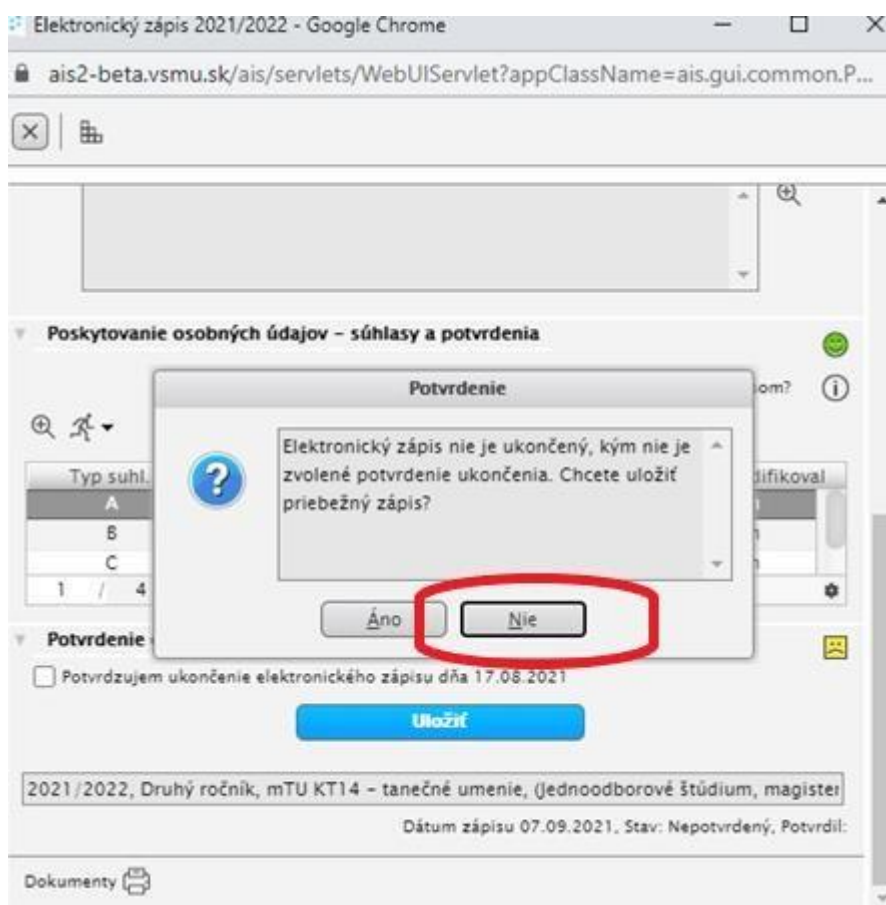 Elektronický zápis 2021/2022 - Google Chrome
ais2-beta.vsmu.sk/ais/servlets/WebUIServlet?appClassName=ais.gui.common.P...
Poskytovanie osobných údajov – súhlasy a potvrdenia
som?
Potvrdenie
Elektronický zápis nie je ukončený, kým nie je
zvolené potvrdenie ukončenia. Chcete uložiť
priebežný zápis?
Typ suhl.
difikoval
A
B
C
1 / 4
Áno
Nie
Potvrdenie
Potvrdzujem ukončenie elektronického zápisu dňa 17.08.2021
Uložiť
2021/2022, Druhý ročník, mTU KT14 – tanečné umenie, (Jednoodborové štúdium, magister
Dátum zápisu 07.09.2021, Stav: Nepotvrdený, Potvrdil:
Dokumenty